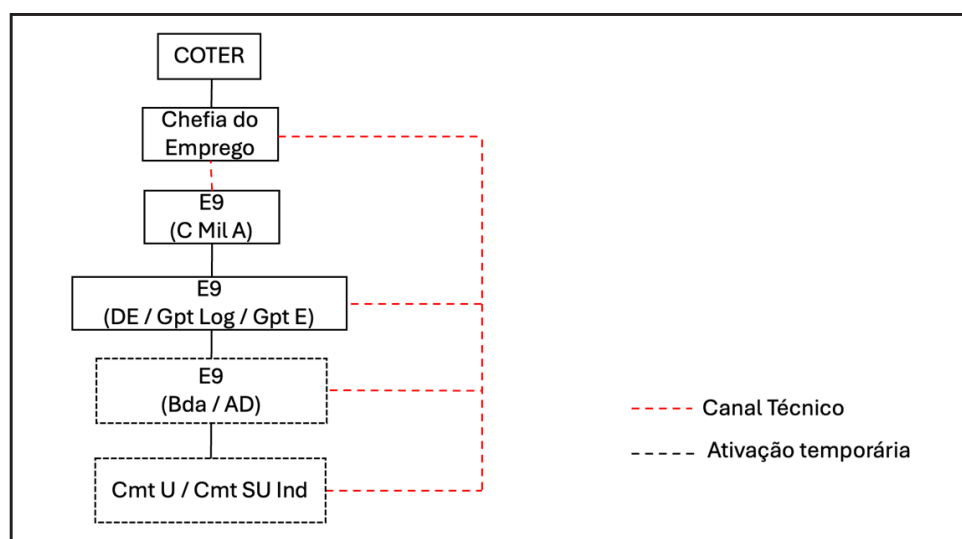 COTER
Chefia do
Emprego
E9
(C Mil A)
E9
(DE / Gpt Log / Gpt E)
E9
(Bda / AD)
Cmt U / Cmt SU Ind
Canal Técnico
Ativação temporária